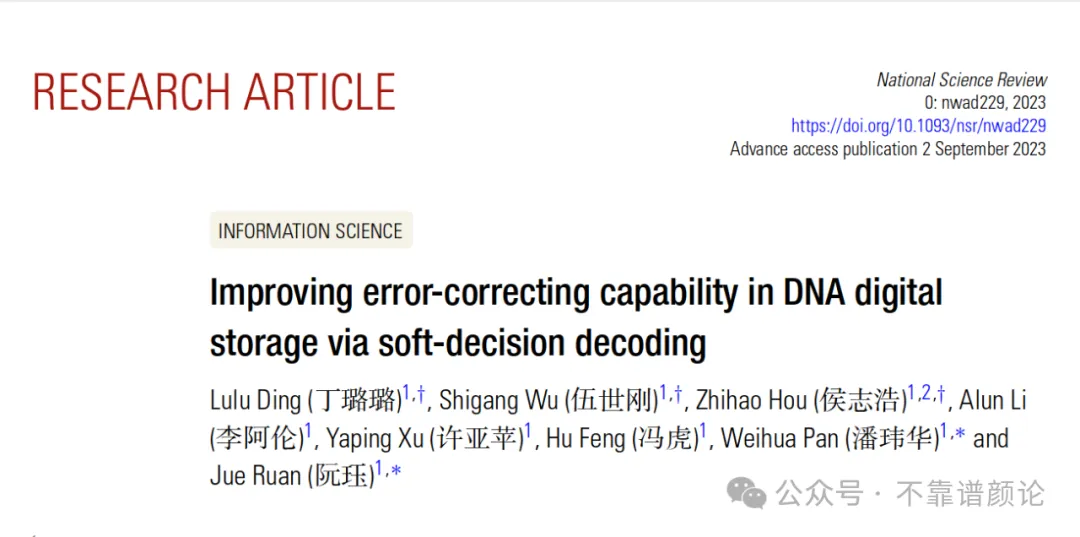 RESEARCH ARTICLE
National Science Review
0: nwad229, 2023
https://doi.org/10.1093/nsr/nwad229
Advance access publication 2 September 2023
INFORMATION SCIENCE
Improving error-correcting capability in DNA digital
storage via soft-decision decoding
Lulu Ding (丁璐璐)1,†, Shigang Wu (伍世刚)1,†, Zhihao Hou (侯志浩)1,2,†, Alun Li
(李阿伦)1, Yaping Xu (许亚苹)1, Hu Feng (冯虎)1, Weihua Pan (潘玮华)1,* and
Jue Ruan (阮珏)1,*
公众号 · 不靠谱颜论